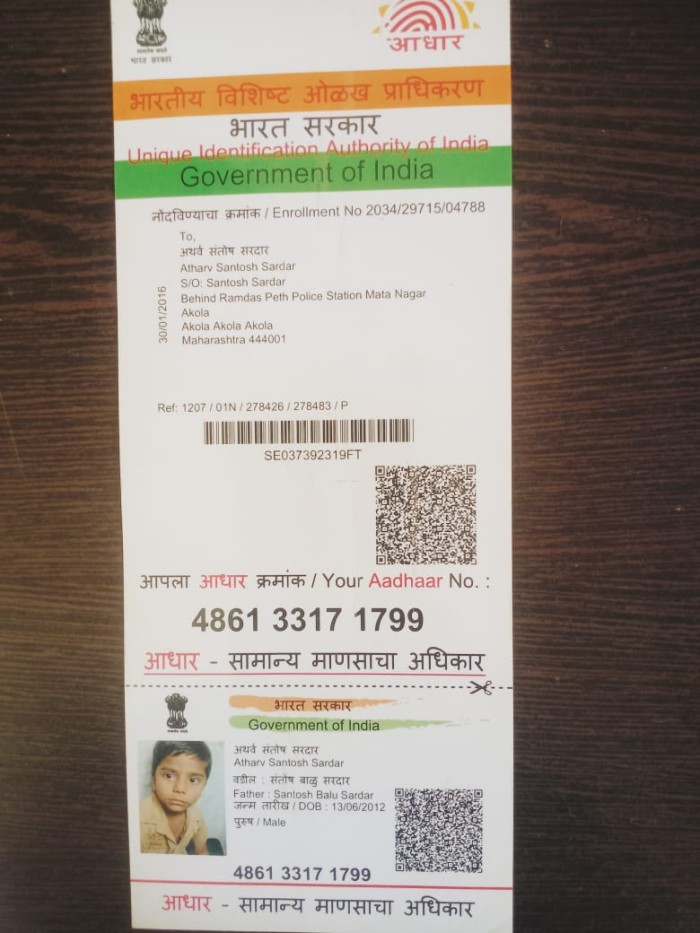 भारत सरकार
आधार
भारतीय विशिष्ट ओळख प्राधिकरण
भारत सरकार
Unique Identification Authority of India
Government of India
नोंदविण्याचा क्रमांक / Enrollment No 2034/29715/04788
To,
अथर्व संतोष सरदार
Atharv Santosh Sardar
S/O: Santosh Sardar
Behind Ramdas Peth Police Station Mata Nagar
Akola
Akola Akola Akola
Maharashtra 444001
30/01/2016
Ref: 1207 / 01N / 278426 / 278483 / P
SE037392319FT
आपला आधार क्रमांक / Your Aadhaar No. :
4861 3317 1799
आधार - सामान्य माणसाचा अधिकार
भारत सरकार
Government of India
अथर्व संतोष सरदार
Atharv Santosh Sardar
वडील : संतोष बाळु सरदार
Father : Santosh Balu Sardar
जन्म तारीख / DOB : 13/06/2012
पुरुष / Male
4861 3317 1799
आधार - सामान्य माणसाचा अधिकार